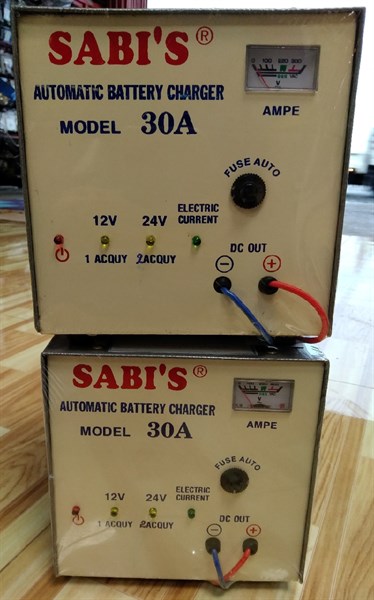 SABI'S®
AUTOMATIC BATTERY CHARGER
MODEL 30A
AMPE
FUSE AUTO
12V 24V ELECTRIC CURRENT
1 ACQUY 2ACQUY
DC OUT
− +
SABI'S®
AUTOMATIC BATTERY CHARGER
MODEL 30A
AMPE
FUSE AUTO
12V 24V ELECTRIC CURRENT
1 ACQUY 2ACQUY
DC OUT
− +